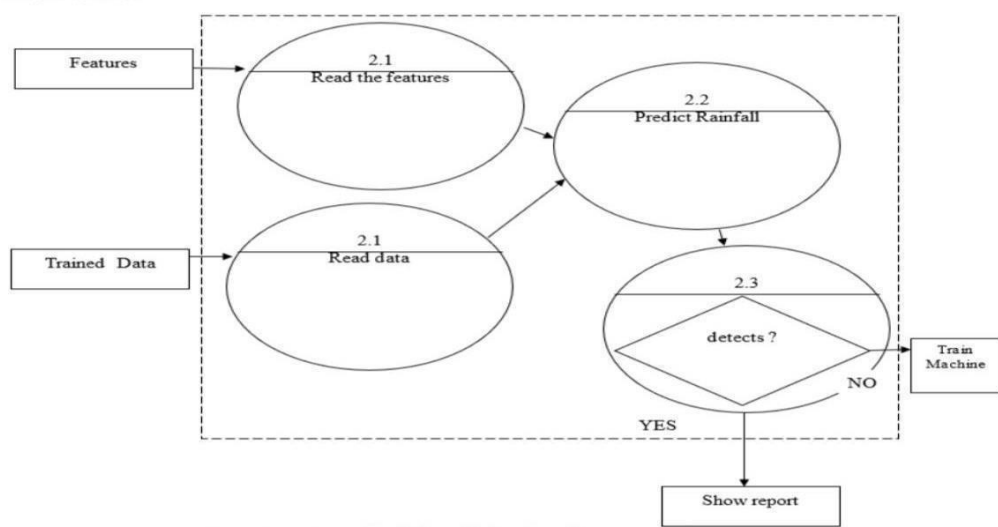 Features
2.1
Read the features
2.2
Predict Rainfall
2.1
Read data
Trained Data
2.3
detects ?
Train
Machine
NO
YES
Show report